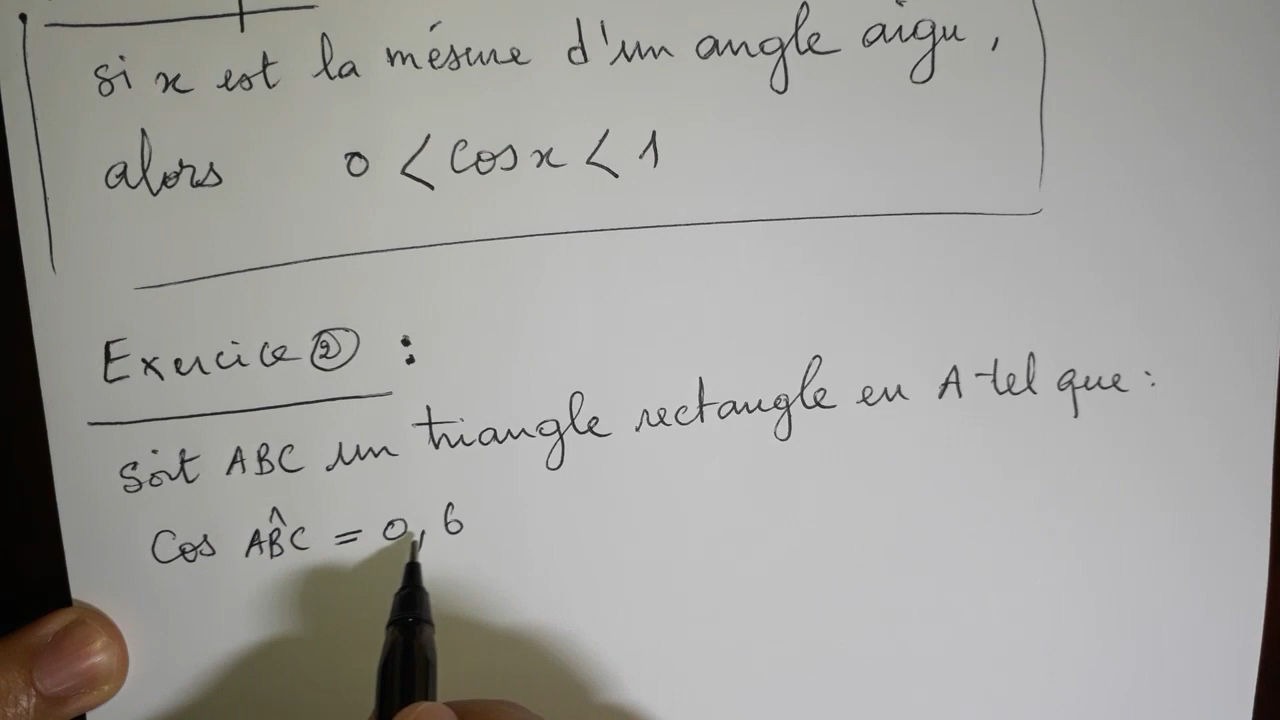 si x est la mésure d'un angle aigu,
alors 0 < cos x < 1
Exercice ② :
Soit ABC un triangle rectangle en A tel que :
Cos AB̂C = 0,6